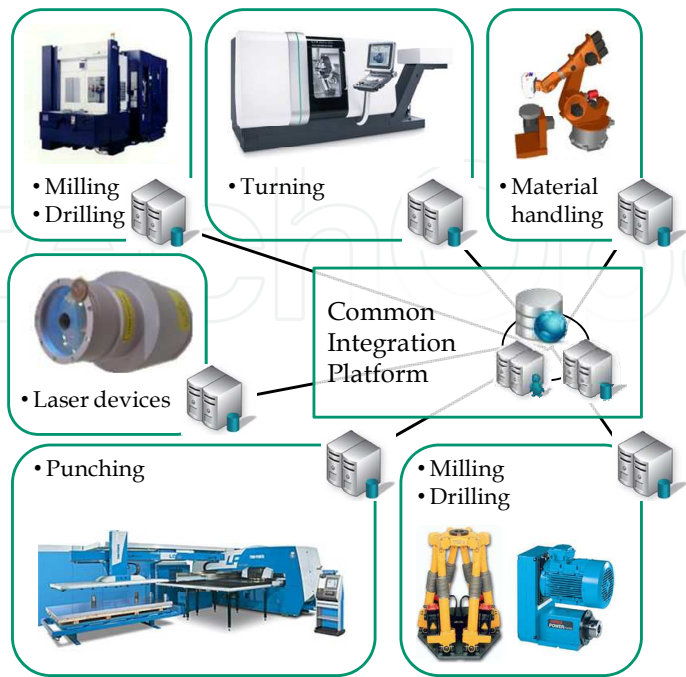 • Milling
• Drilling
• Turning
• Material
handling
Common
Integration
Platform
• Laser devices
• Punching
• Milling
• Drilling